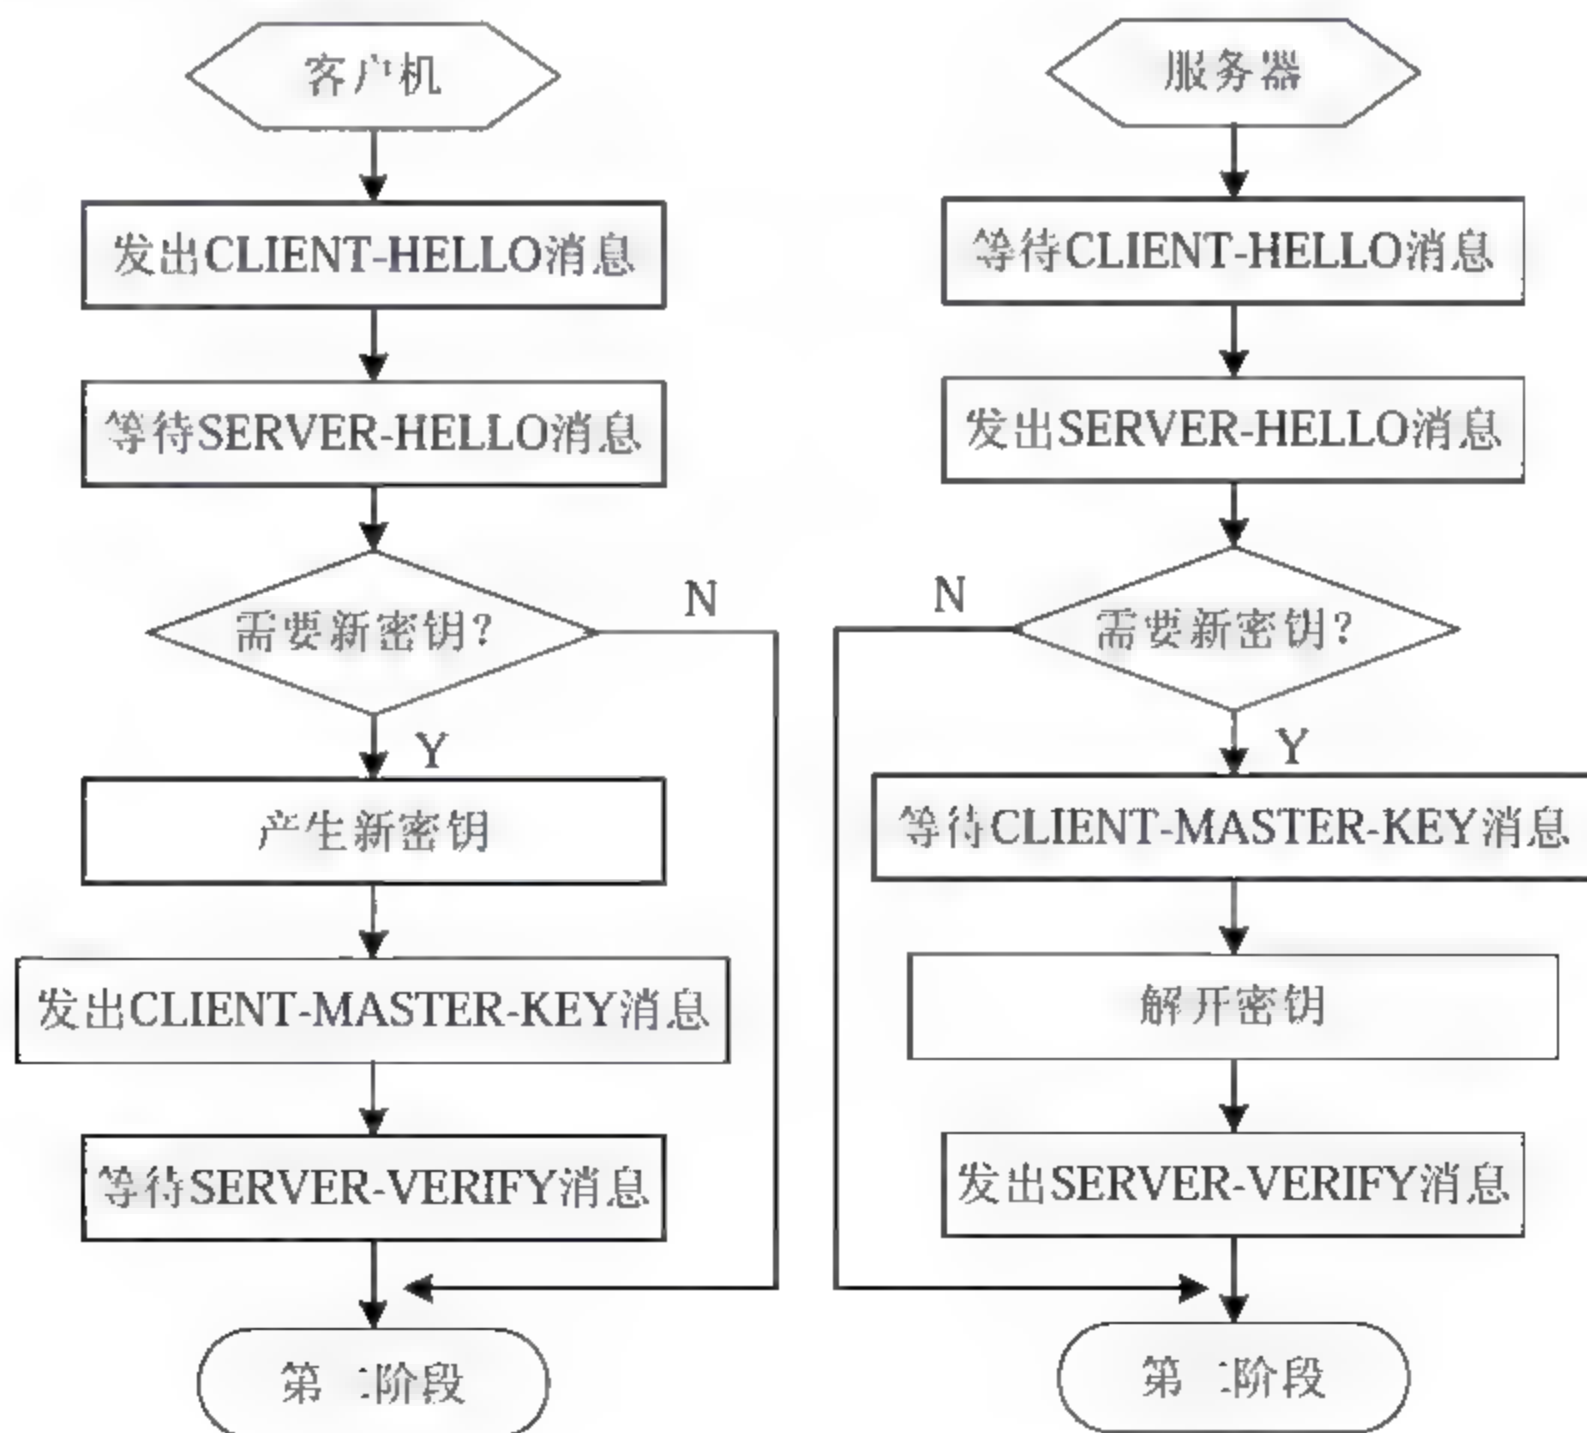 客户机
发出CLIENT-HELLO消息
等待SERVER-HELLO消息
需要新密钥?
N
Y
产生新密钥
发出CLIENT-MASTER-KEY消息
等待SERVER-VERIFY消息
第二阶段
服务器
等待CLIENT-HELLO消息
发出SERVER-HELLO消息
需要新密钥?
N
Y
等待CLIENT-MASTER-KEY消息
解开密钥
发出SERVER-VERIFY消息
第二阶段